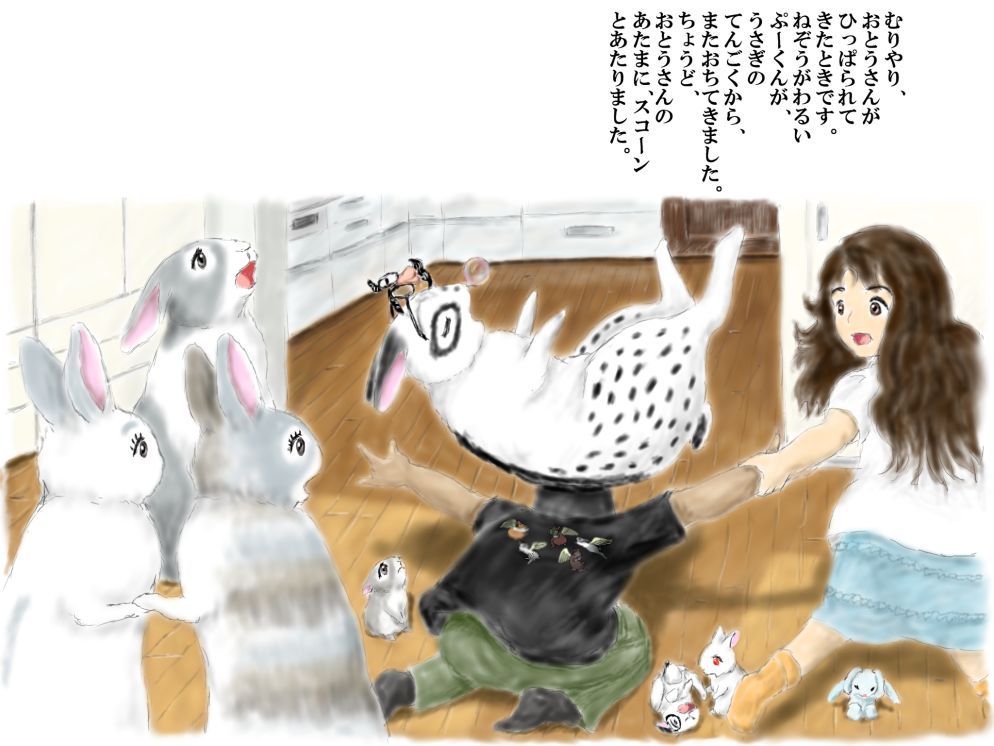 むりやり、
おとうさんが
ひっぱられて
きたときです。
ねぞうがわるい
ぷーくんが、
うさぎの
てんごくから、
またおちてきました。
ちょうど、
おとうさんの
あたまに、スコーン
とあたりました。